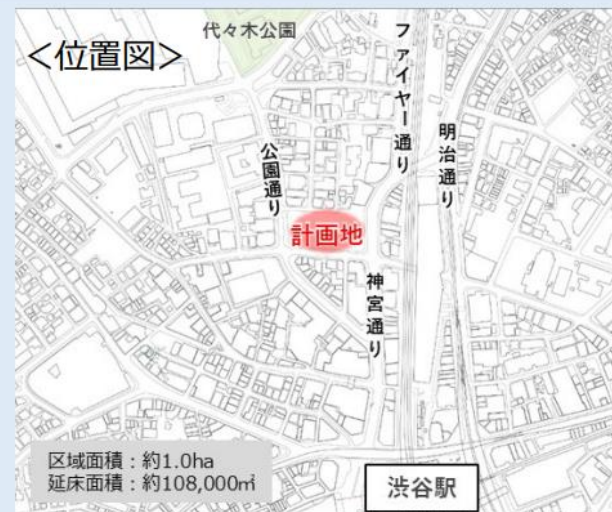 代々木公園
<位置図>
ファイヤー通り
明治通り
公園通り
計画地
神宮通り
区域面積：約1.0ha
延床面積：約108,000㎡
渋谷駅